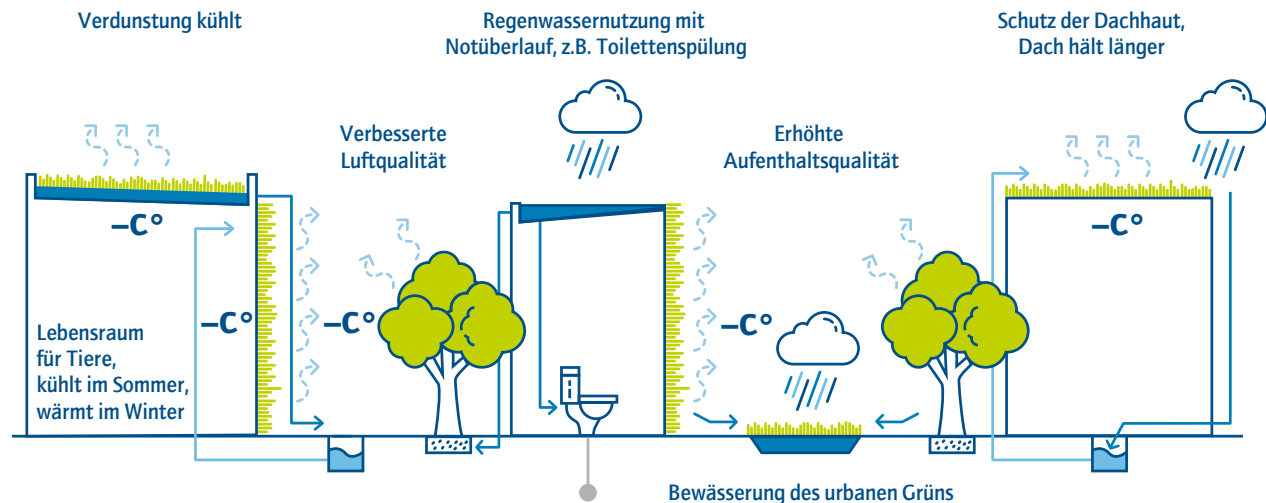 Verdunstung kühlt
Regenwassernutzung mit
Notüberlauf, z.B. Toilettenspülung
Schutz der Dachhaut,
Dach hält länger
Verbesserte
Luftqualität
Erhöhte
Aufenthaltsqualität
–C°
–C°
–C°
–C°
–C°
Lebensraum
für Tiere,
kühlt im Sommer,
wärmt im Winter
Bewässerung des urbanen Grüns